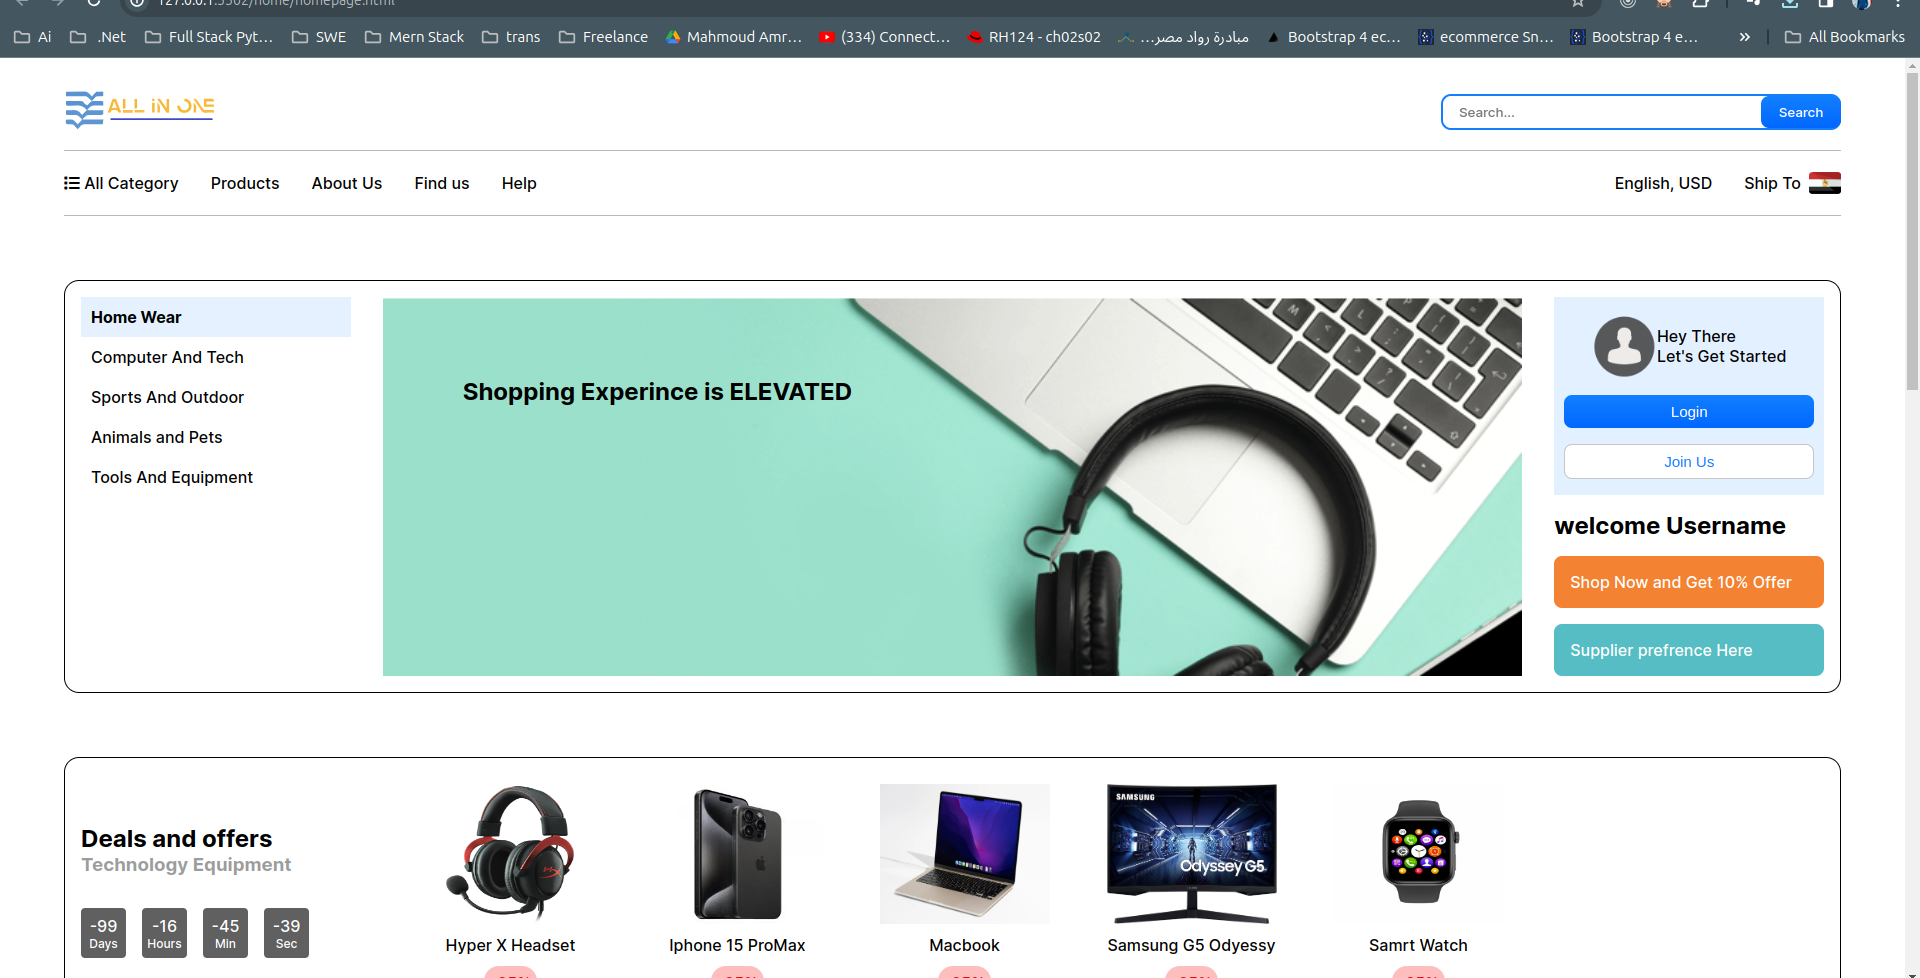 127.0.0.1:5502/home/homepage.html
Ai
.Net
Full Stack Pyt...
SWE
Mern Stack
trans
Freelance
Mahmoud Amr...
(334) Connect...
RH124 - ch02s02
مبادرة رواد مصر...
Bootstrap 4 ec...
ecommerce Sn...
Bootstrap 4 e...
»
All Bookmarks
ALL iN ONE
Search...
Search
All Category
Products
About Us
Find us
Help
English, USD
Ship To
Home Wear
Computer And Tech
Sports And Outdoor
Animals and Pets
Tools And Equipment
Shopping Experince is ELEVATED
Hey There
Let's Get Started
Login
Join Us
welcome Username
Shop Now and Get 10% Offer
Supplier prefrence Here
Deals and offers
Technology Equipment
-99
Days
-16
Hours
-45
Min
-39
Sec
SAMSUNG
Odyssey G5
Hyper X Headset
Iphone 15 ProMax
Macbook
Samsung G5 Odyessy
Samrt Watch